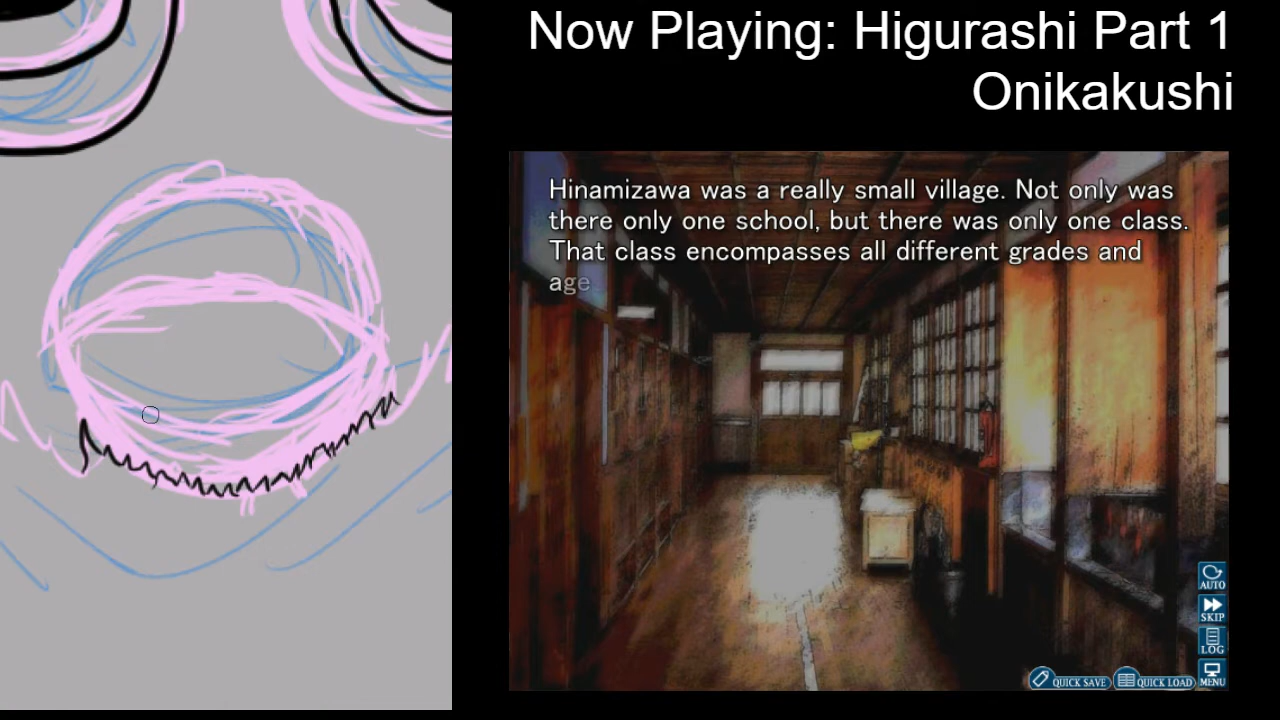 Now Playing: Higurashi Part 1
Onikakushi
Hinamizawa was a really small village. Not only was
there only one school, but there was only one class.
That class encompasses all different grades and
age
AUTO
SKIP
LOG
MENU
QUICK SAVE
QUICK LOAD